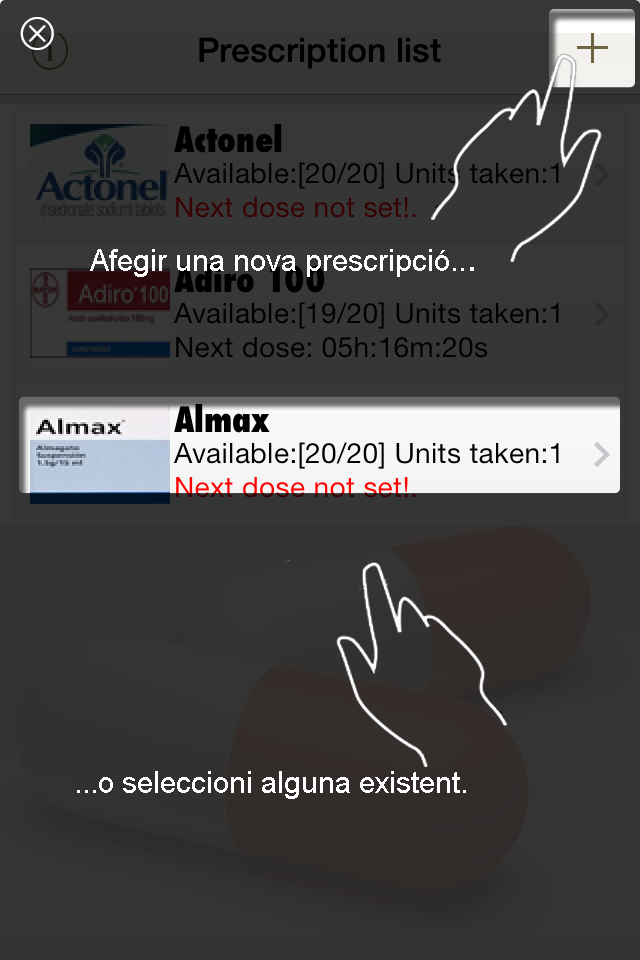 Prescription list
Actonel
Actonel
(risedronate sodium) tablets
Available:[20/20] Units taken:1
Next dose not set!.
Afegir una nova prescripció...
Adiro 100
Adiro 100
Available:[19/20] Units taken:1
Next dose: 05h:16m:20s
Almax
Almagato
Suspensión
Almax
Available:[20/20] Units taken:1
Next dose not set!.
...o seleccioni alguna existent.